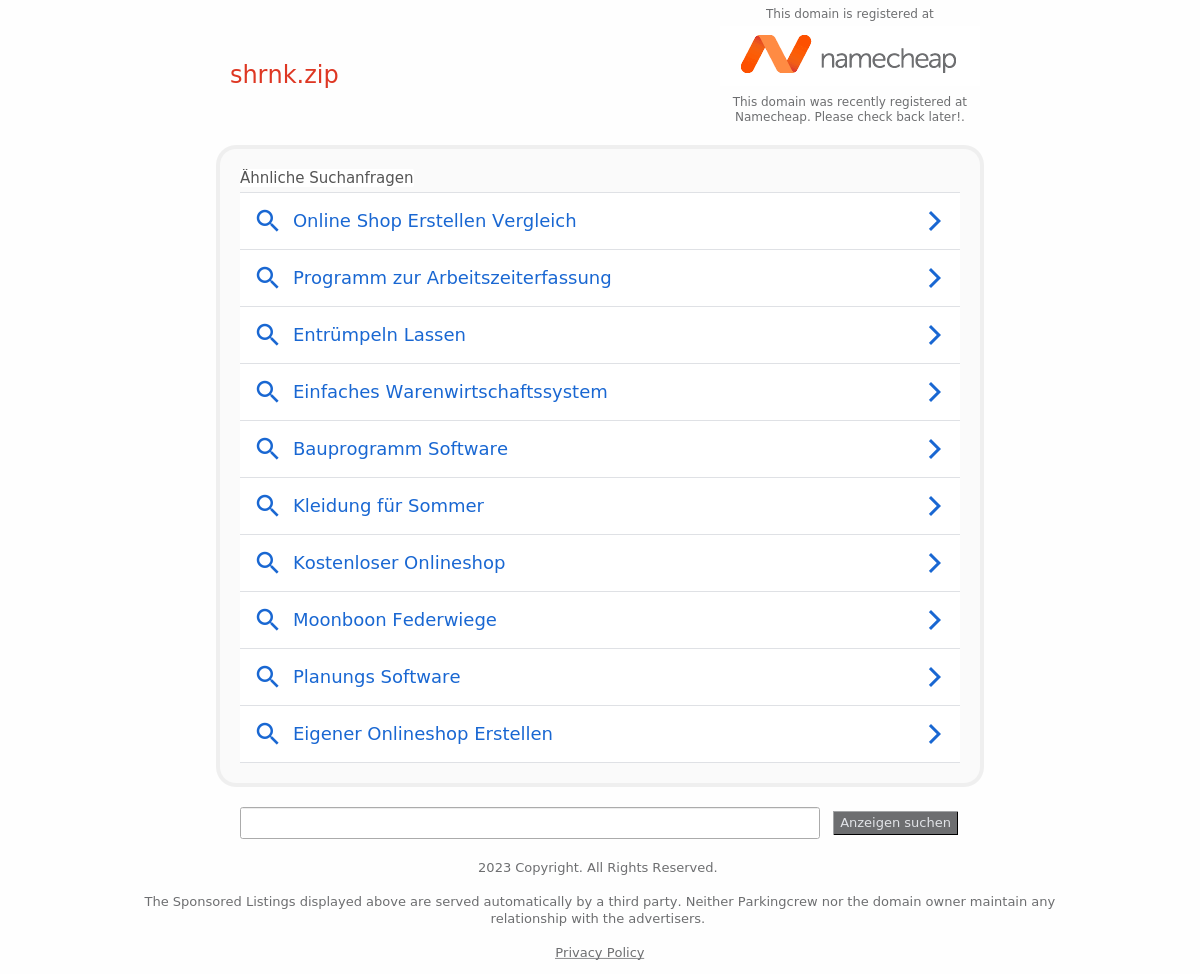 This domain is registered at
namecheap
shrnk.zip
This domain was recently registered at
Namecheap. Please check back later!.
Ähnliche Suchanfragen
Online Shop Erstellen Vergleich
Programm zur Arbeitszeiterfassung
Entrümpeln Lassen
Einfaches Warenwirtschaftssystem
Bauprogramm Software
Kleidung für Sommer
Kostenloser Onlineshop
Moonboon Federwiege
Planungs Software
Eigener Onlineshop Erstellen
Anzeigen suchen
2023 Copyright. All Rights Reserved.
The Sponsored Listings displayed above are served automatically by a third party. Neither Parkingcrew nor the domain owner maintain any
relationship with the advertisers.
Privacy Policy